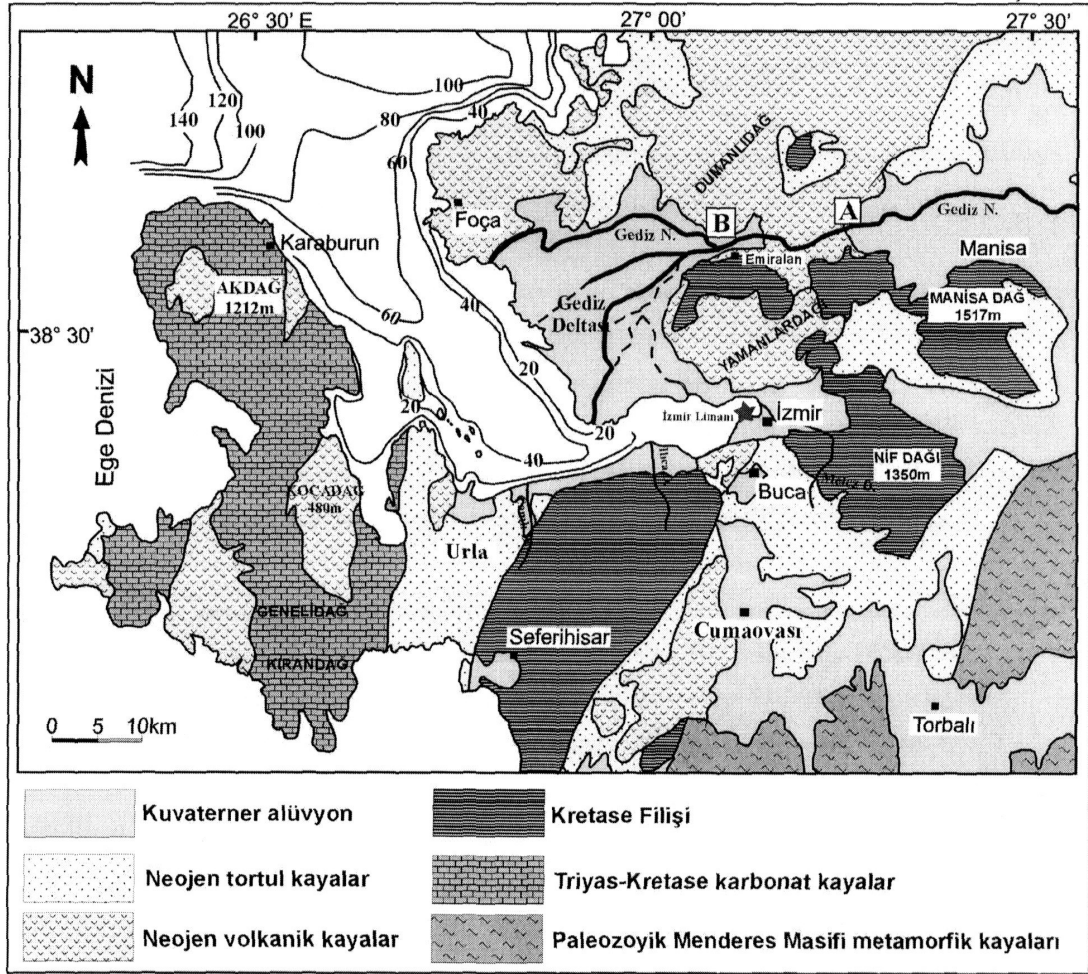 26° 30' E
27° 00'
27° 30'
N
140
120
100
100
80
40
60
DUMANLIDAĞ
Foça
B
A
Gediz N.
Gediz N.
Emiralan
Manisa
Karaburun
AKDAĞ
1212m
MANİSA DAĞ
1517m
38° 30'
60
40
Gediz
Deltası
YAMANLARDAĞ
20
20
İzmir Limanı
İzmir
20
40
Ege Denizi
NİF DAĞI
1350m
Buca
KOCADAĞ
480m
Urla
GENELİDAĞ
Cumaovası
Seferihisar
KIRANDAĞ
0 5 10km
Torbalı
Kuvaterner alüvyon
Kretase Filişi
Neojen tortul kayalar
Triyas-Kretase karbonat kayalar
Neojen volkanik kayalar
Paleozoyik Menderes Masifi metamorfik kayaları